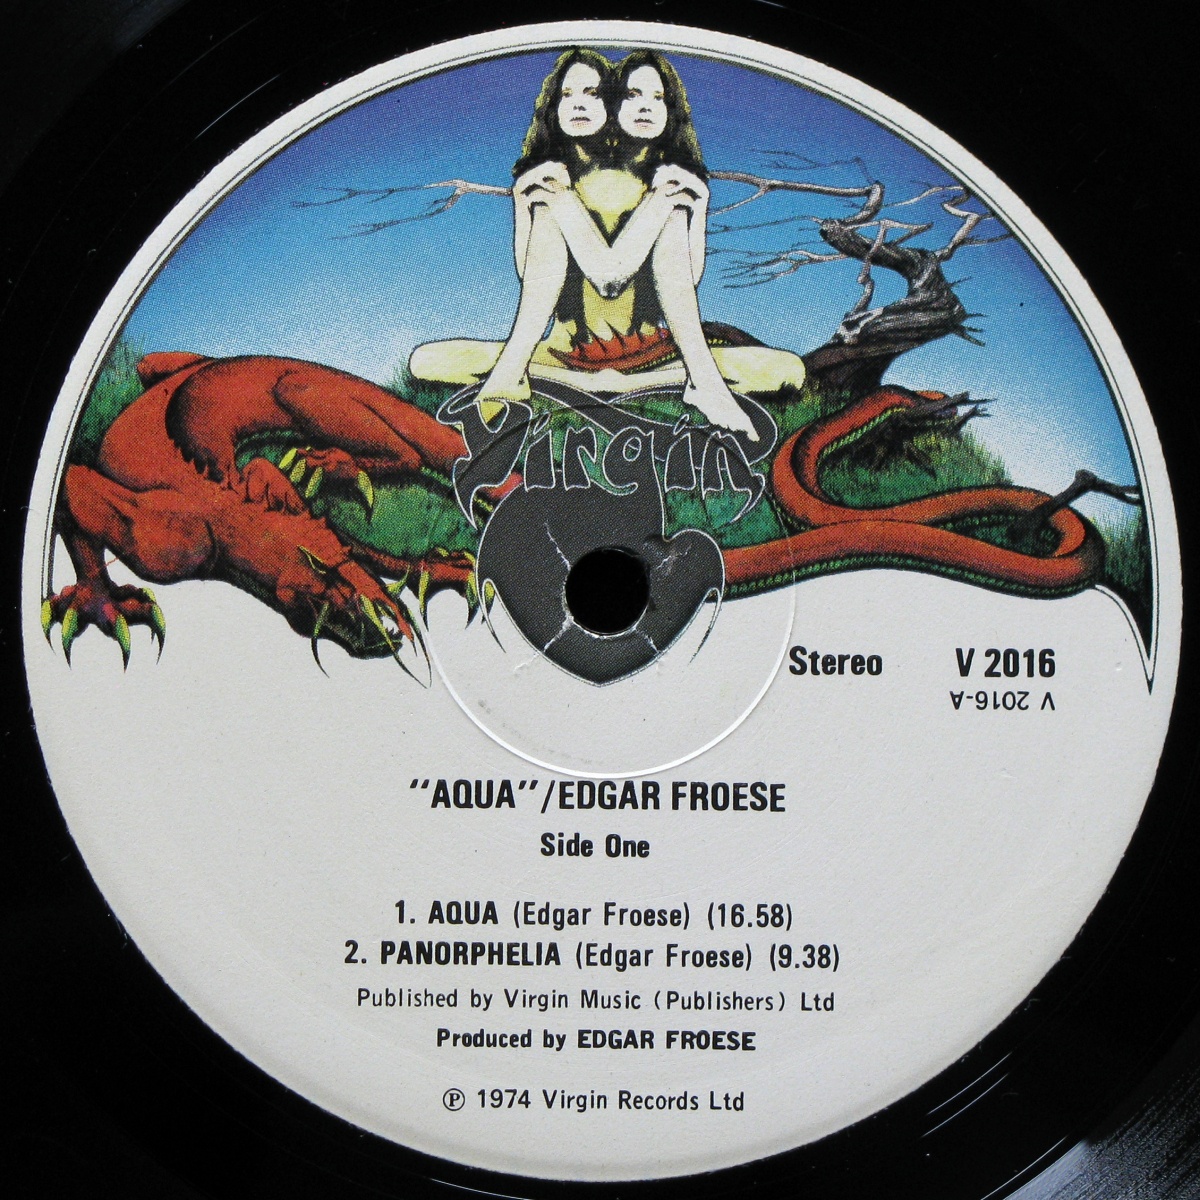 Virgin
Stereo V 2016
V 2016-A
“AQUA”/EDGAR FROESE
Side One
1. AQUA (Edgar Froese) (16.58)
2. PANORPHELIA (Edgar Froese) (9.38)
Published by Virgin Music (Publishers) Ltd
Produced by EDGAR FROESE
℗ 1974 Virgin Records Ltd